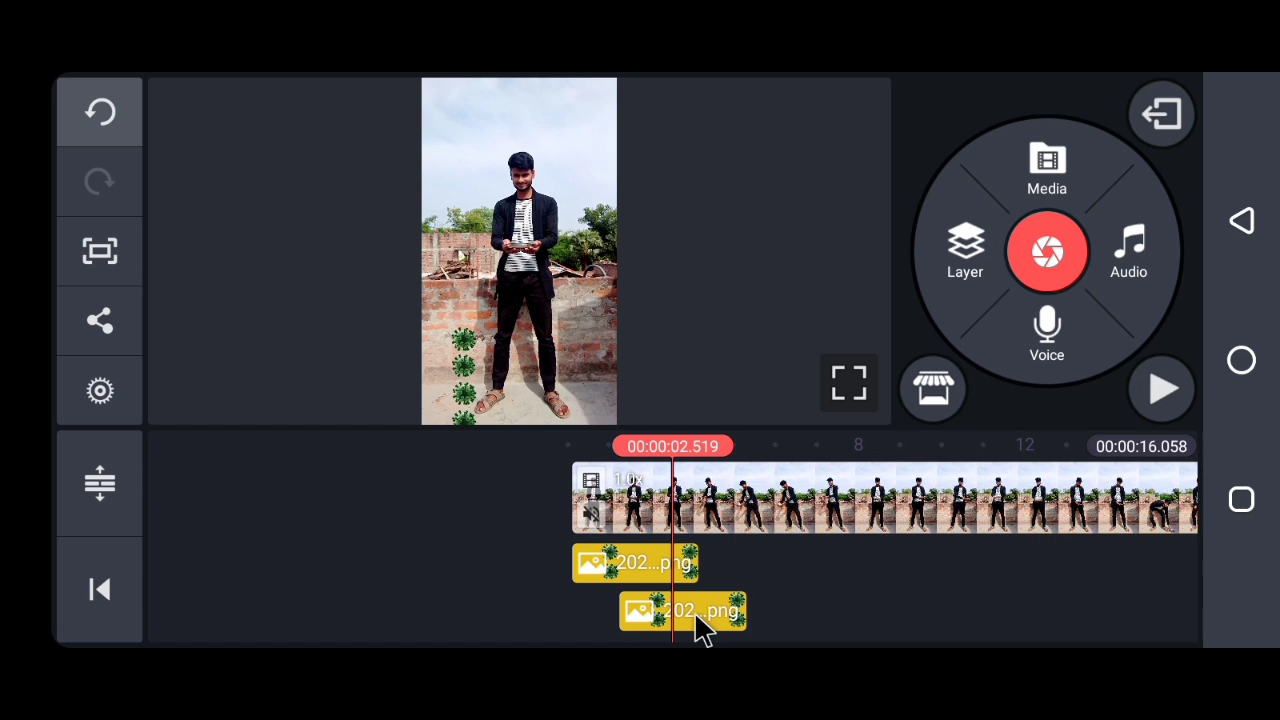 Media
Layer
Audio
Voice
00:00:02.519
8
12
00:00:16.058
1.0x
202...png
202...png